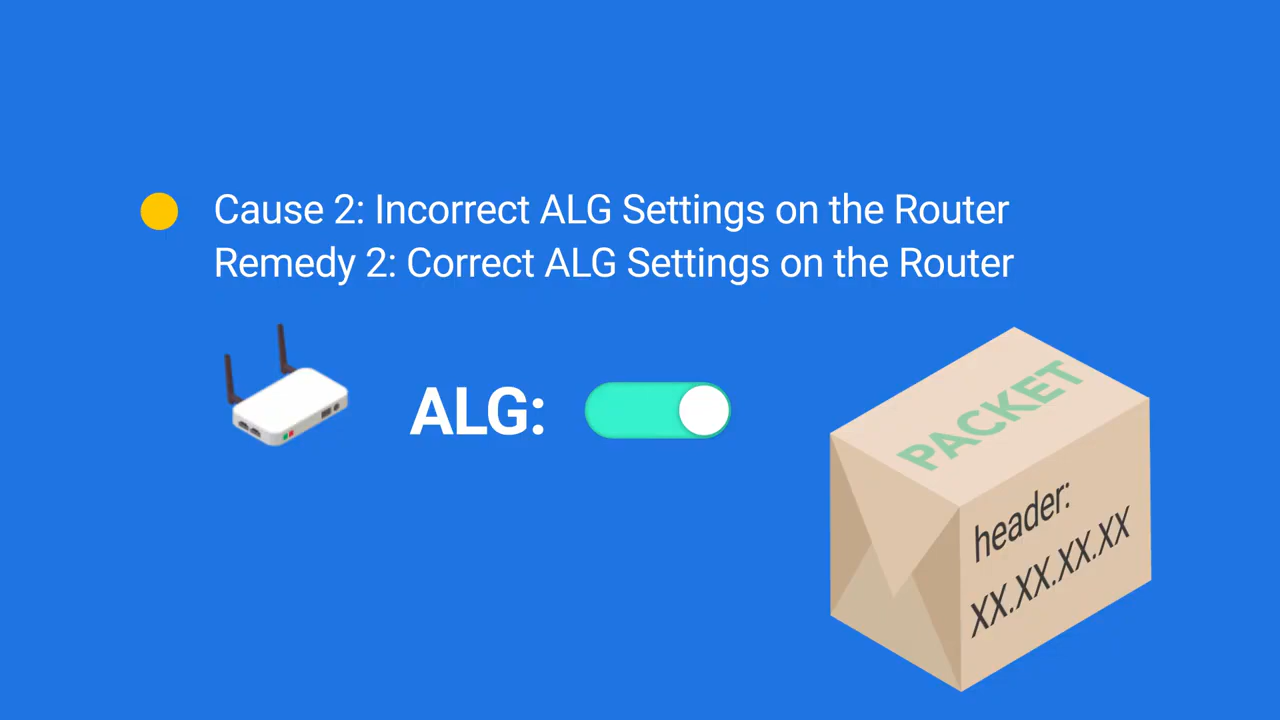 Cause 2: Incorrect ALG Settings on the Router
Remedy 2: Correct ALG Settings on the Router
ALG:
PACKET
header:
XX.XX.XX.XX